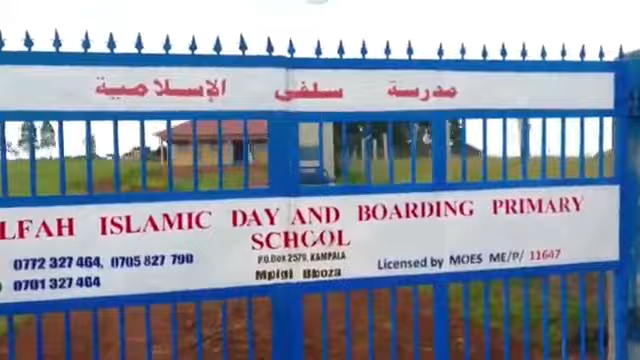 مدرسة سلفى الإسلامية
LFAH ISLAMIC DAY AND BOARDING PRIMARY
SCHOOL
0772 327 464, 0705 827 790
0701 327 464
P.O.Box 2579, KAMPALA
Mpigi Bboza
Licensed by MOES ME/P/ 11647